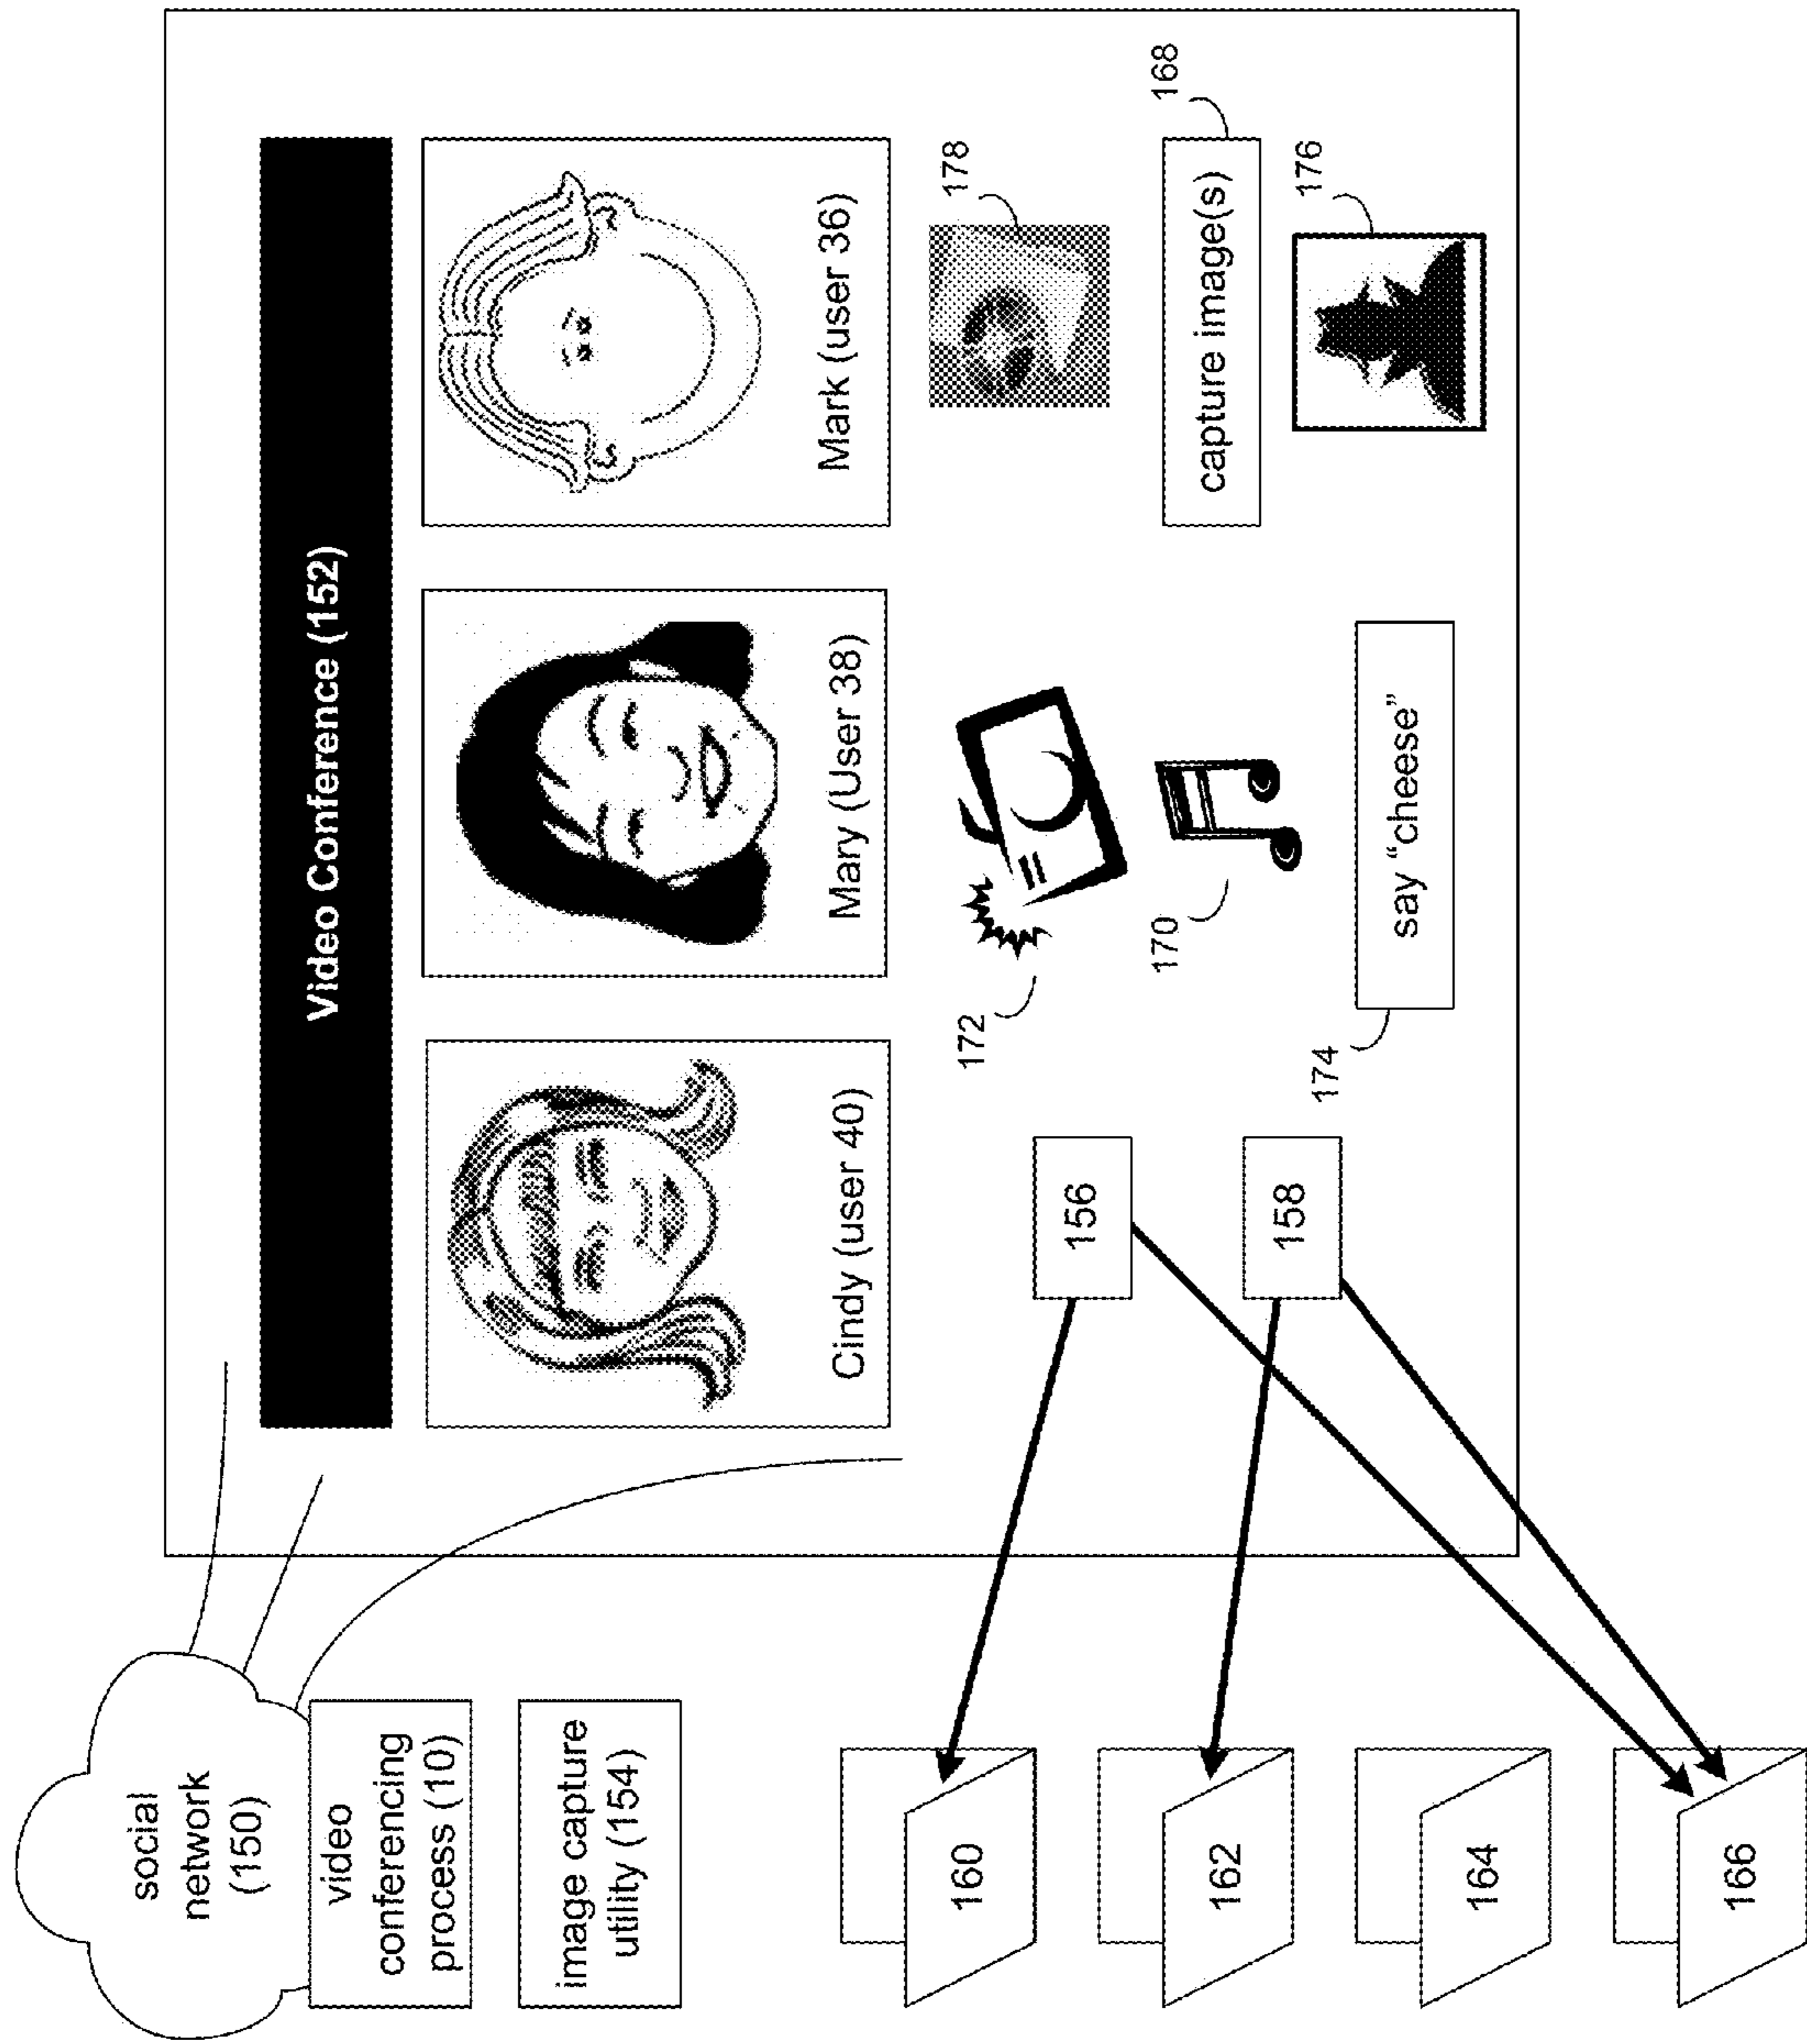 social
network
(150)
video
conferencing
process (10)
image capture
utility (154)
160
162
164
166
Video Conference (152)
Cindy (user 40)
Mary (User 38)
Mark (user 36)
156
158
172
170
174
say “cheese”
178
168
capture image(s)
176